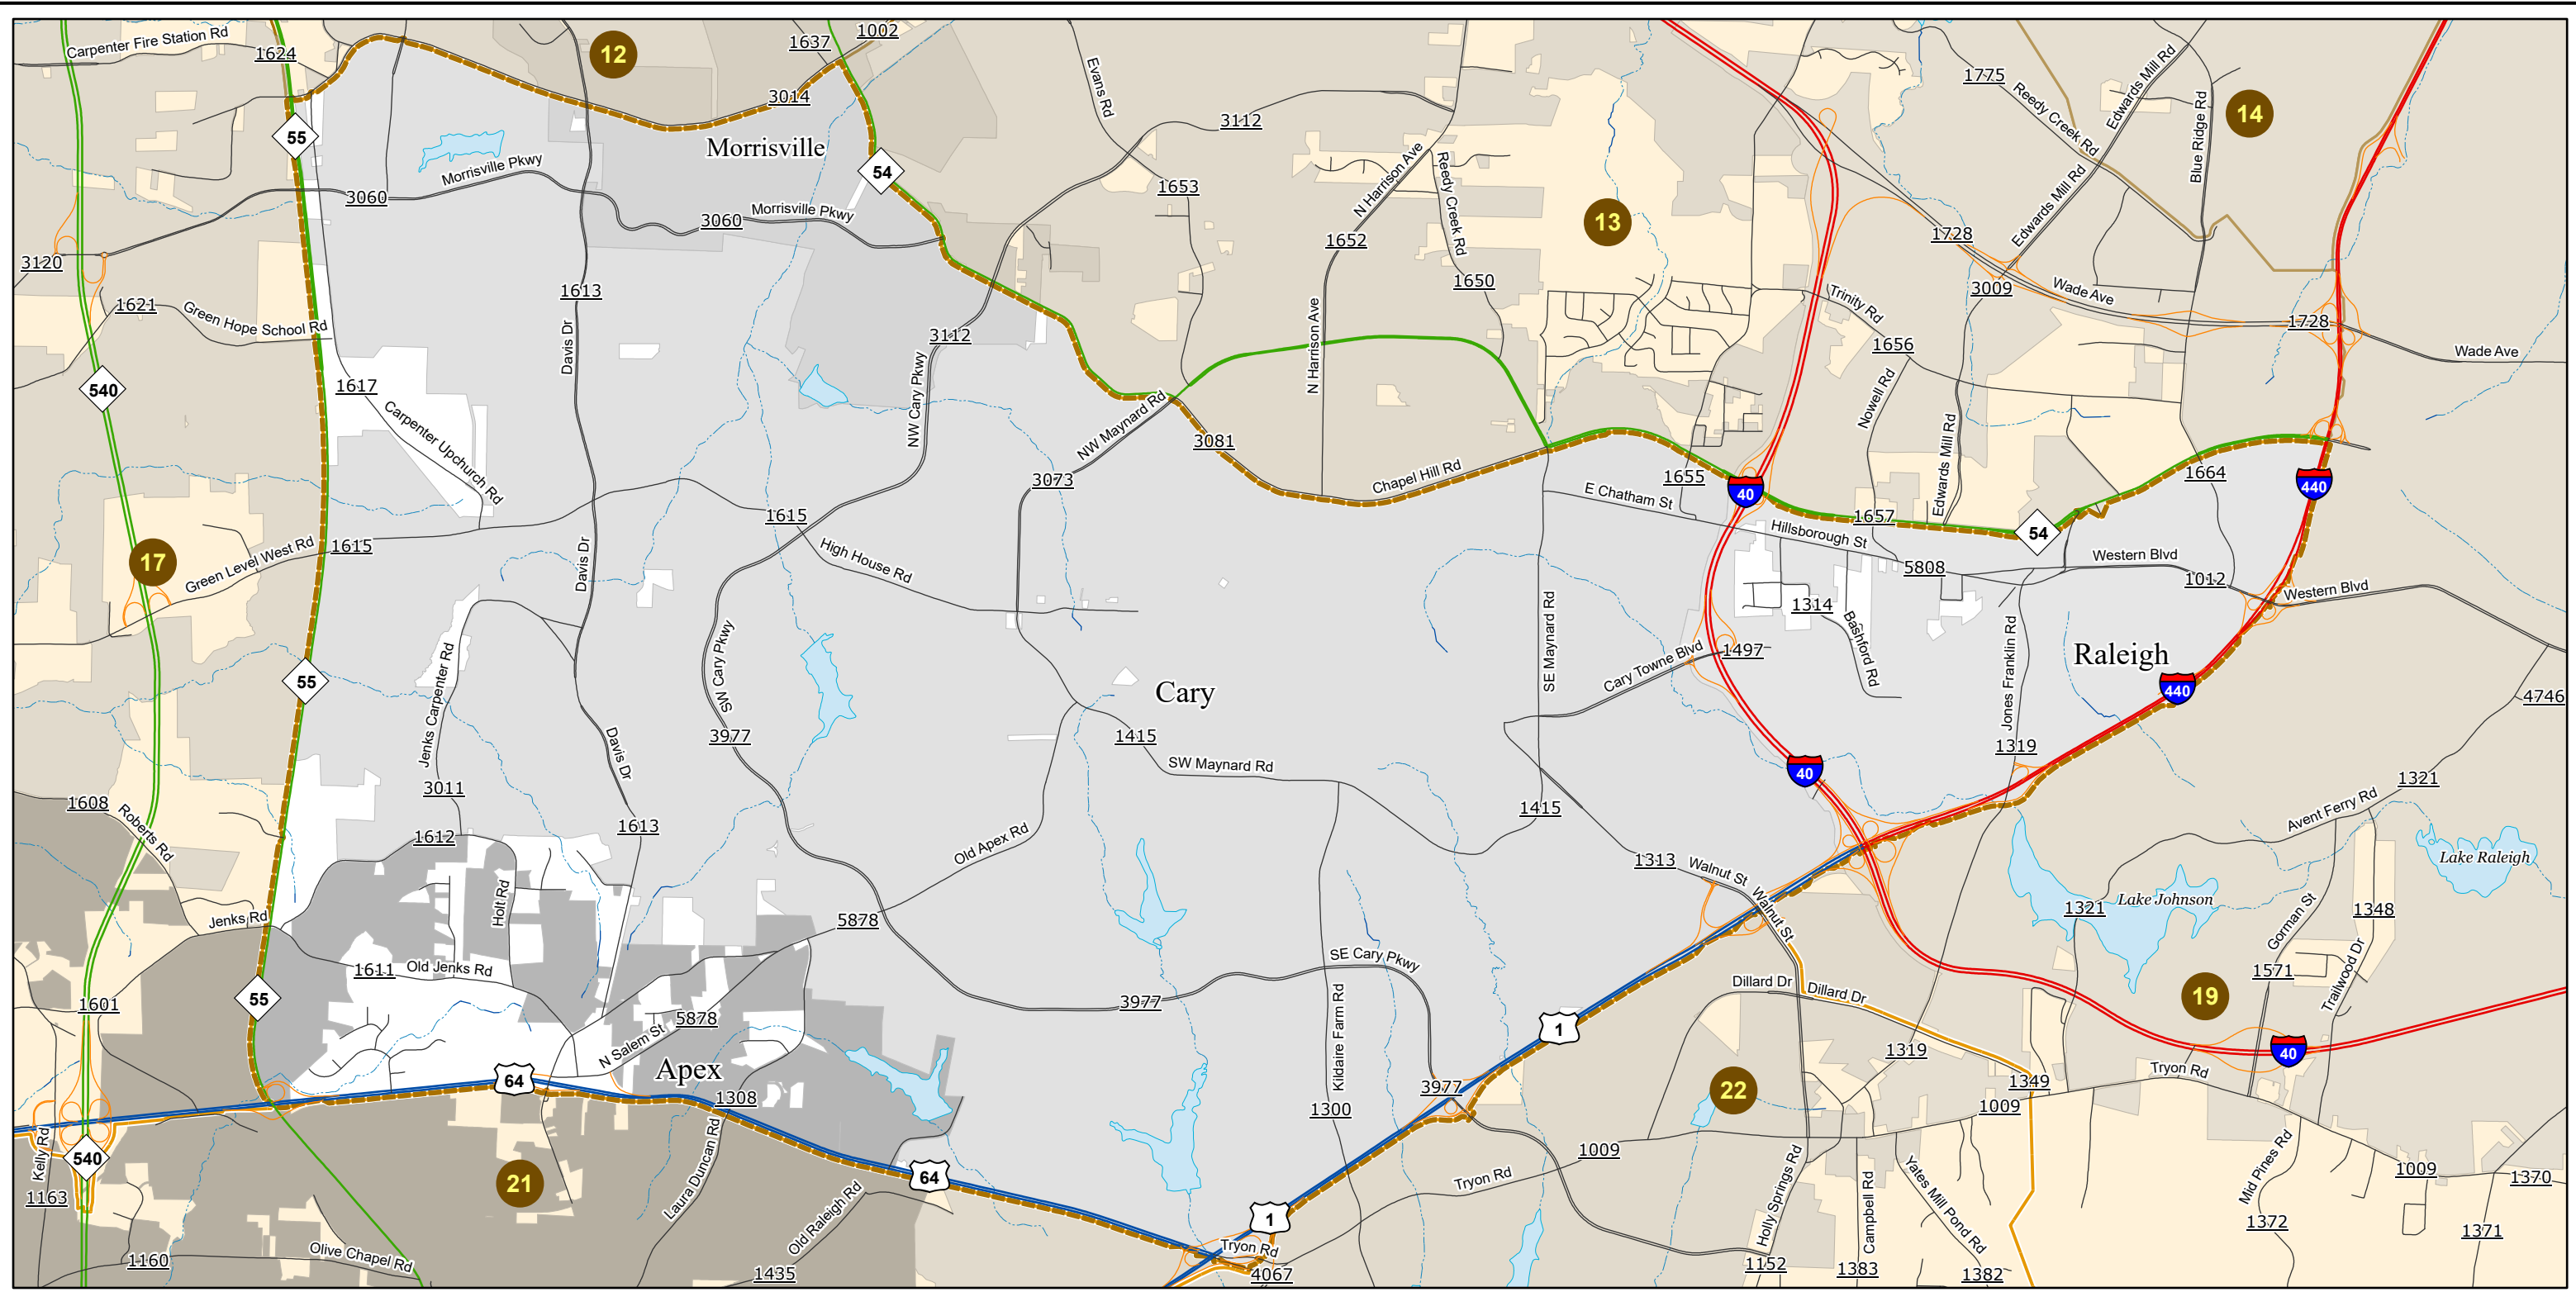 Carpenter Fire Station Rd
1624
12
1637
1002
3014
Evans Rd
3112
1775
Reedy Creek Rd
Edwards Mill Rd
Blue Ridge Rd
14
55
Morrisville
54
Morrisville Pkwy
3060
3060
Morrisville Pkwy
1653
N Harrison Ave
Reedy Creek Rd
13
1652
1650
1728
Edwards Mill Rd
3120
1621
Green Hope School Rd
1613
Davis Dr
3009
Wade Ave
Trinity Rd
1728
Wade Ave
540
1617
Carpenter Upchurch Rd
3112
NW Cary Pkwy
N Harrison Ave
1656
Nowell Rd
NW Maynard Rd
3081
3073
Chapel Hill Rd
1655
40
E Chatham St
Edwards Mill Rd
1664
440
1615
1657
54
Hillsborough St
17
Green Level West Rd
1615
Davis Dr
High House Rd
5808
Western Blvd
1012
Western Blvd
1314
Bashford Rd
SE Maynard Rd
Jones Franklin Rd
55
Jenks Carpenter Rd
SW Cary Pkwy
Cary
Cary Towne Blvd
1497
Raleigh
440
4746
3977
1415
SW Maynard Rd
Davis Dr
1319
40
1321
3011
1608
Roberts Rd
1612
1613
Old Apex Rd
1415
1313
Walnut St
Walnut St
Avent Ferry Rd
Lake Raleigh
Lake Johnson
1321
1348
Holt Rd
Jenks Rd
5878
Gorman St
1571
Trailwood Dr
1611
Old Jenks Rd
SE Cary Pkwy
3977
Dillard Dr
Dillard Dr
19
55
1601
5878
N Salem St
Kildaire Farm Rd
1
1319
40
Apex
64
1308
3977
22
1349
Tryon Rd
1300
1009
Kelly Rd
540
21
1163
Laura Duncan Rd
64
1009
Tryon Rd
Holly Springs Rd
Campbell Rd
Yates Mill Pond Rd
Mid Pines Rd
1009
1370
Old Raleigh Rd
1
Tryon Rd
1372
1371
1160
Olive Chapel Rd
1435
4067
1152
1383
1382